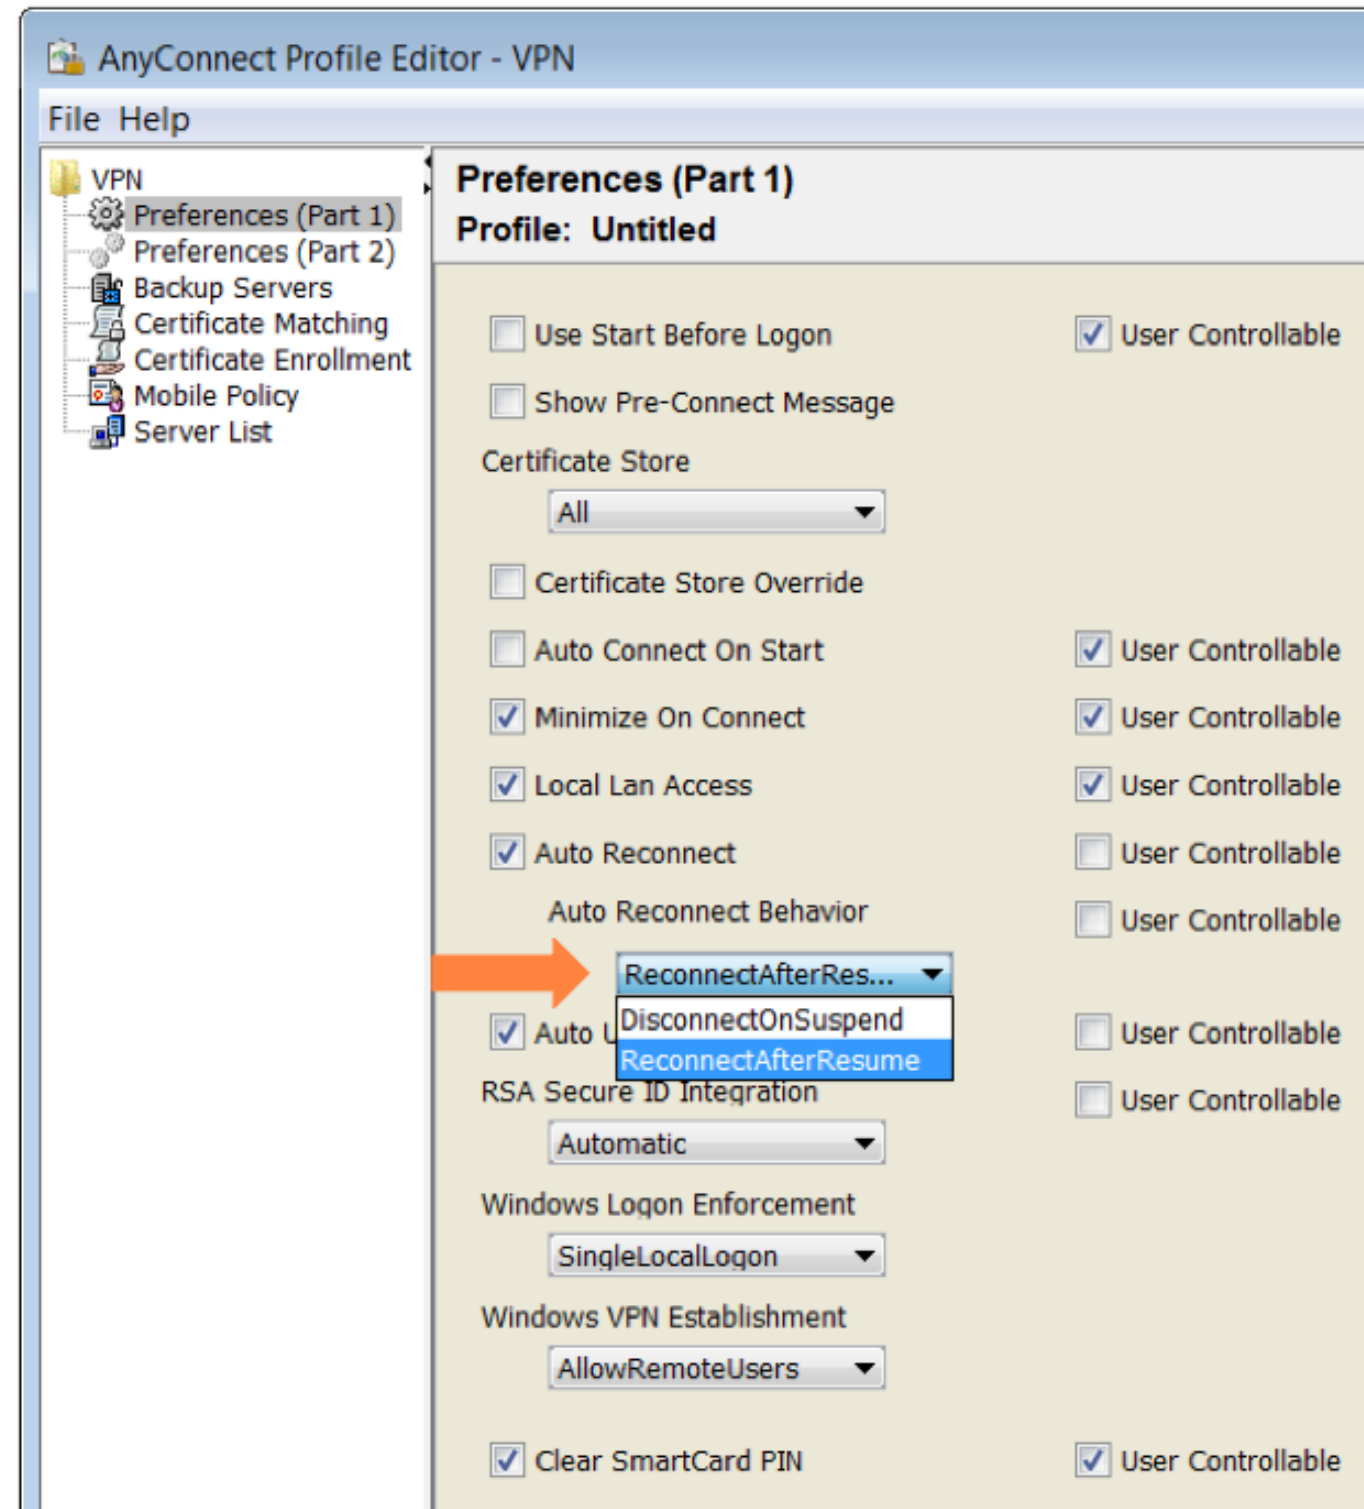 AnyConnect Profile Editor - VPN
File Help
VPN
Preferences (Part 1)
Preferences (Part 2)
Backup Servers
Certificate Matching
Certificate Enrollment
Mobile Policy
Server List
Preferences (Part 1)
Profile: Untitled
Use Start Before Logon User Controllable
Show Pre-Connect Message
Certificate Store
All
Certificate Store Override
Auto Connect On Start User Controllable
Minimize On Connect User Controllable
Local Lan Access User Controllable
Auto Reconnect User Controllable
Auto Reconnect Behavior User Controllable
ReconnectAfterRes...
DisconnectOnSuspend
Auto User Controllable
ReconnectAfterResume
RSA Secure ID Integration User Controllable
Automatic
Windows Logon Enforcement
SingleLocalLogon
Windows VPN Establishment
AllowRemoteUsers
Clear SmartCard PIN User Controllable